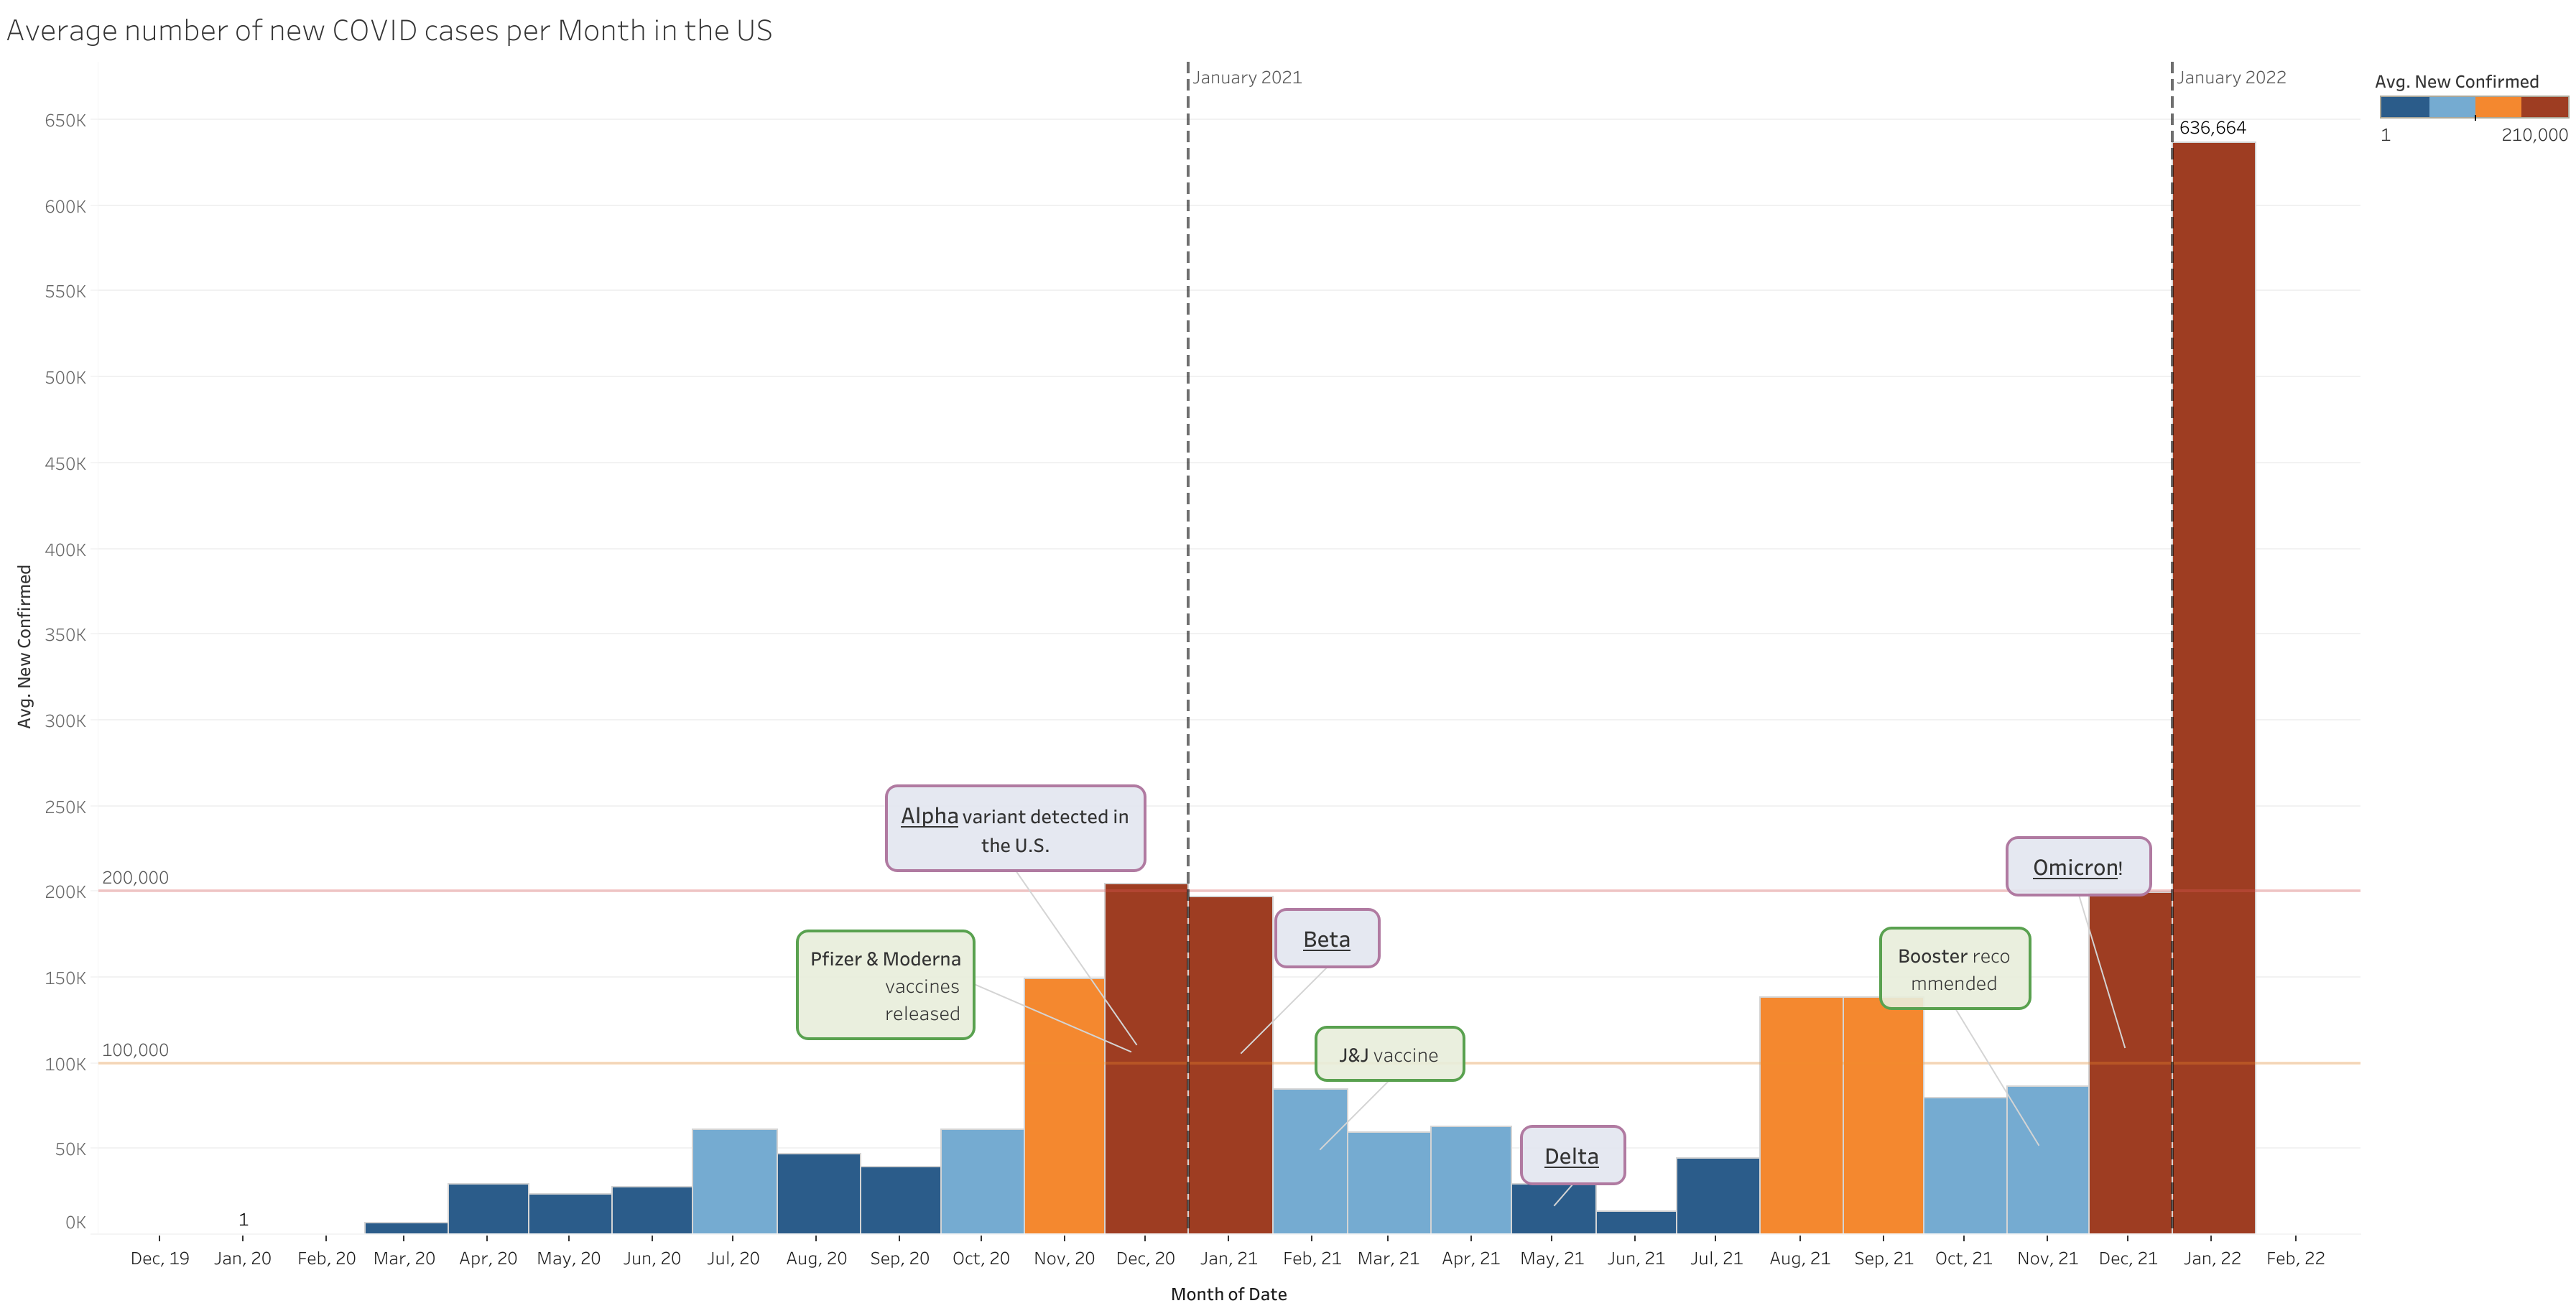 Average number of new COVID cases per Month in the US
January 2021
January 2022
Avg. New Confirmed
1
210,000
650K
636,664
600K
550K
500K
450K
400K
350K
300K
250K
200K
150K
100K
50K
0K
Avg. New Confirmed
200,000
100,000
Alpha variant detected in
the U.S.
Pfizer & Moderna
vaccines
released
Beta
J&J vaccine
Delta
Booster reco
mmended
Omicron!
1
Dec, 19
Jan, 20
Feb, 20
Mar, 20
Apr, 20
May, 20
Jun, 20
Jul, 20
Aug, 20
Sep, 20
Oct, 20
Nov, 20
Dec, 20
Jan, 21
Feb, 21
Mar, 21
Apr, 21
May, 21
Jun, 21
Jul, 21
Aug, 21
Sep, 21
Oct, 21
Nov, 21
Dec, 21
Jan, 22
Feb, 22
Month of Date